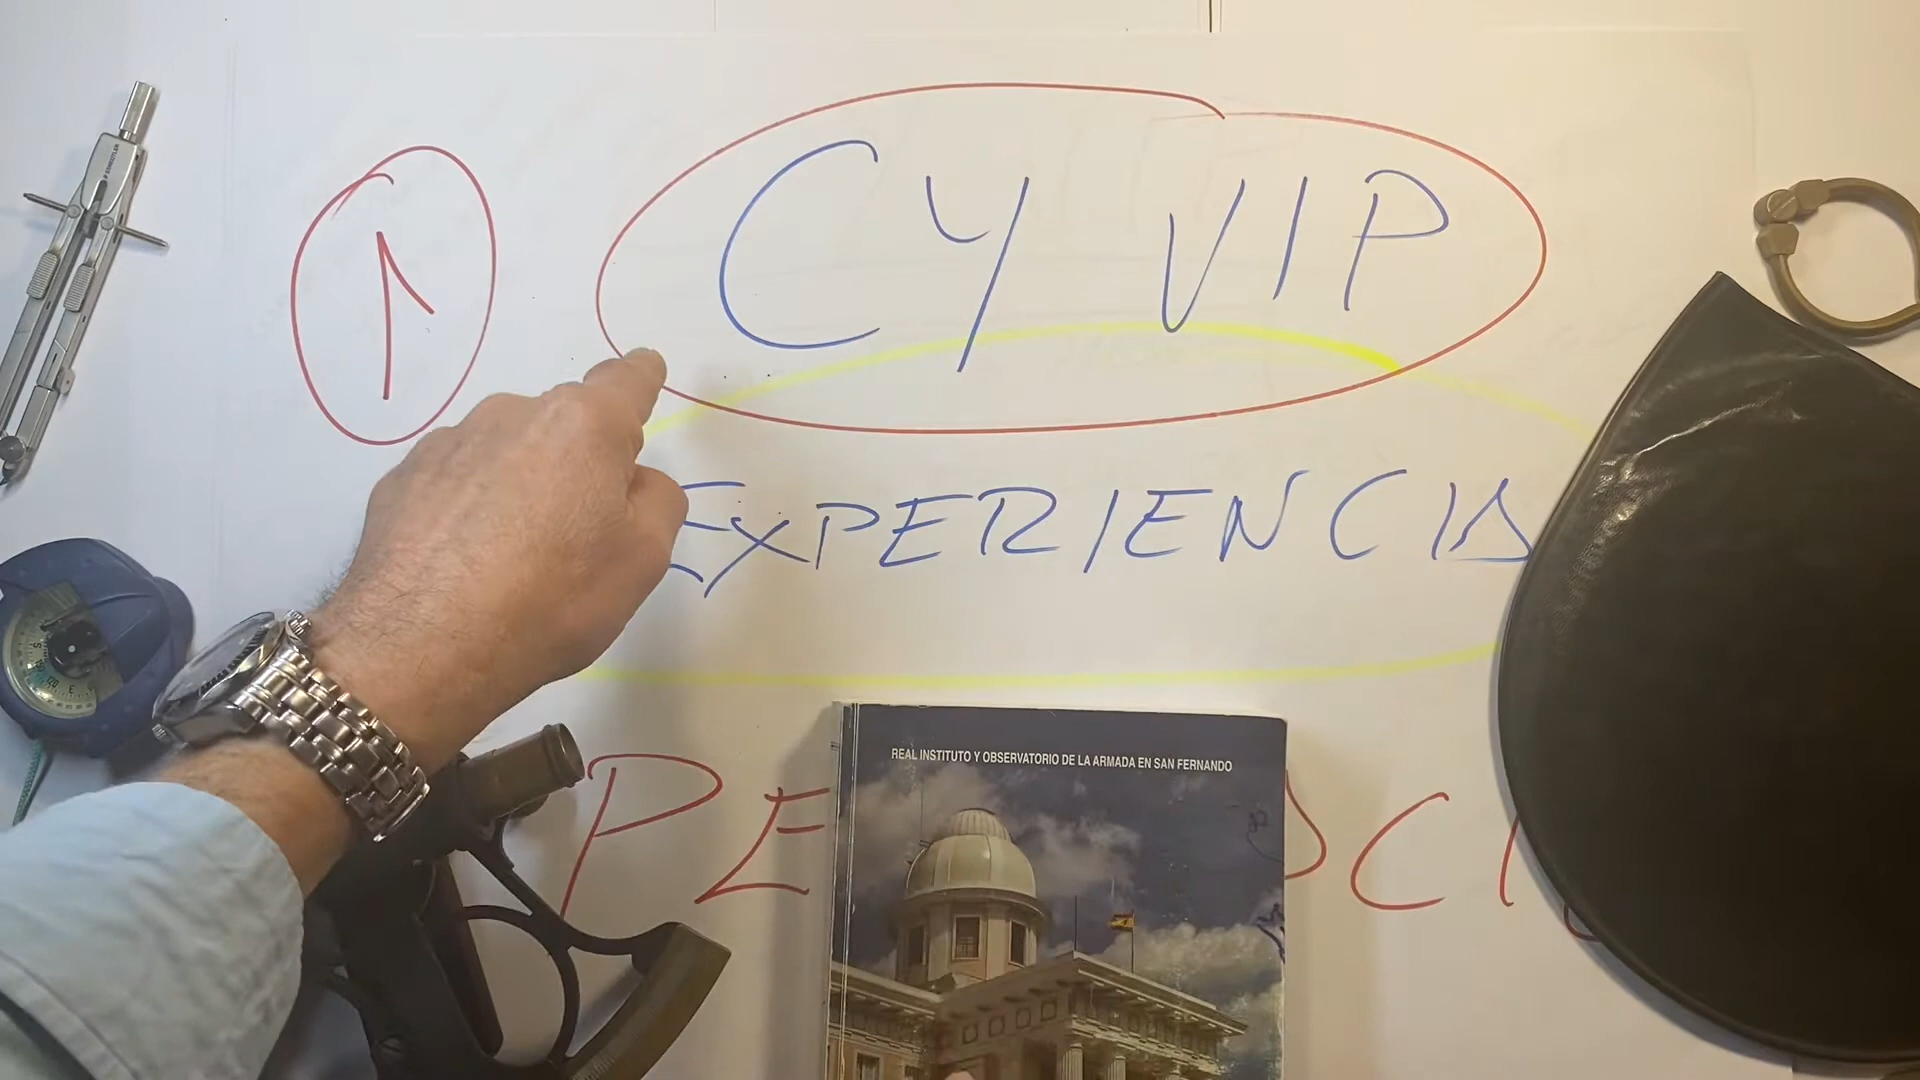 1 CY VIP
EXPERIENCIA
REAL INSTITUTO Y OBSERVATORIO DE LA ARMADA EN SAN FERNANDO